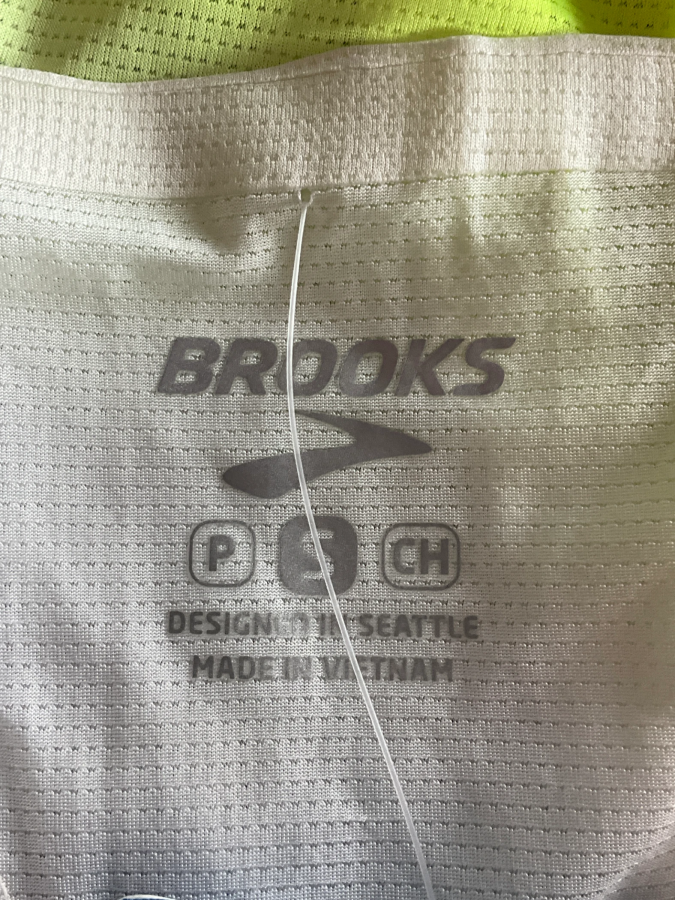 BROOKS
P S CH
DESIGNED IN SEATTLE
MADE IN VIETNAM